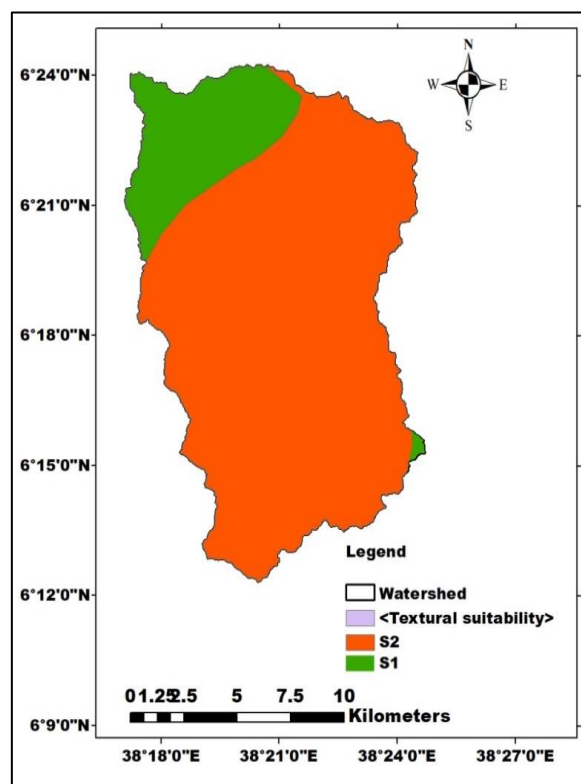 N
W E
S
6°24'0"N
6°21'0"N
6°18'0"N
6°15'0"N
6°12'0"N
6°9'0"N
Legend
Watershed
<Textural suitability>
S2
S1
0 1.25 2.5 5 7.5 10
Kilometers
38°18'0"E 38°21'0"E 38°24'0"E 38°27'0"E